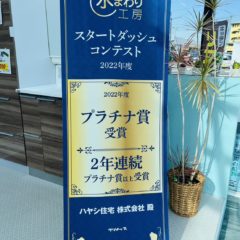 水まわり
工房
スタートダッシュ
コンテスト
2022年度
2022年度
プラチナ賞
受賞
2年連続
プラチナ賞以上受賞
ハヤシ住宅 株式会社 殿